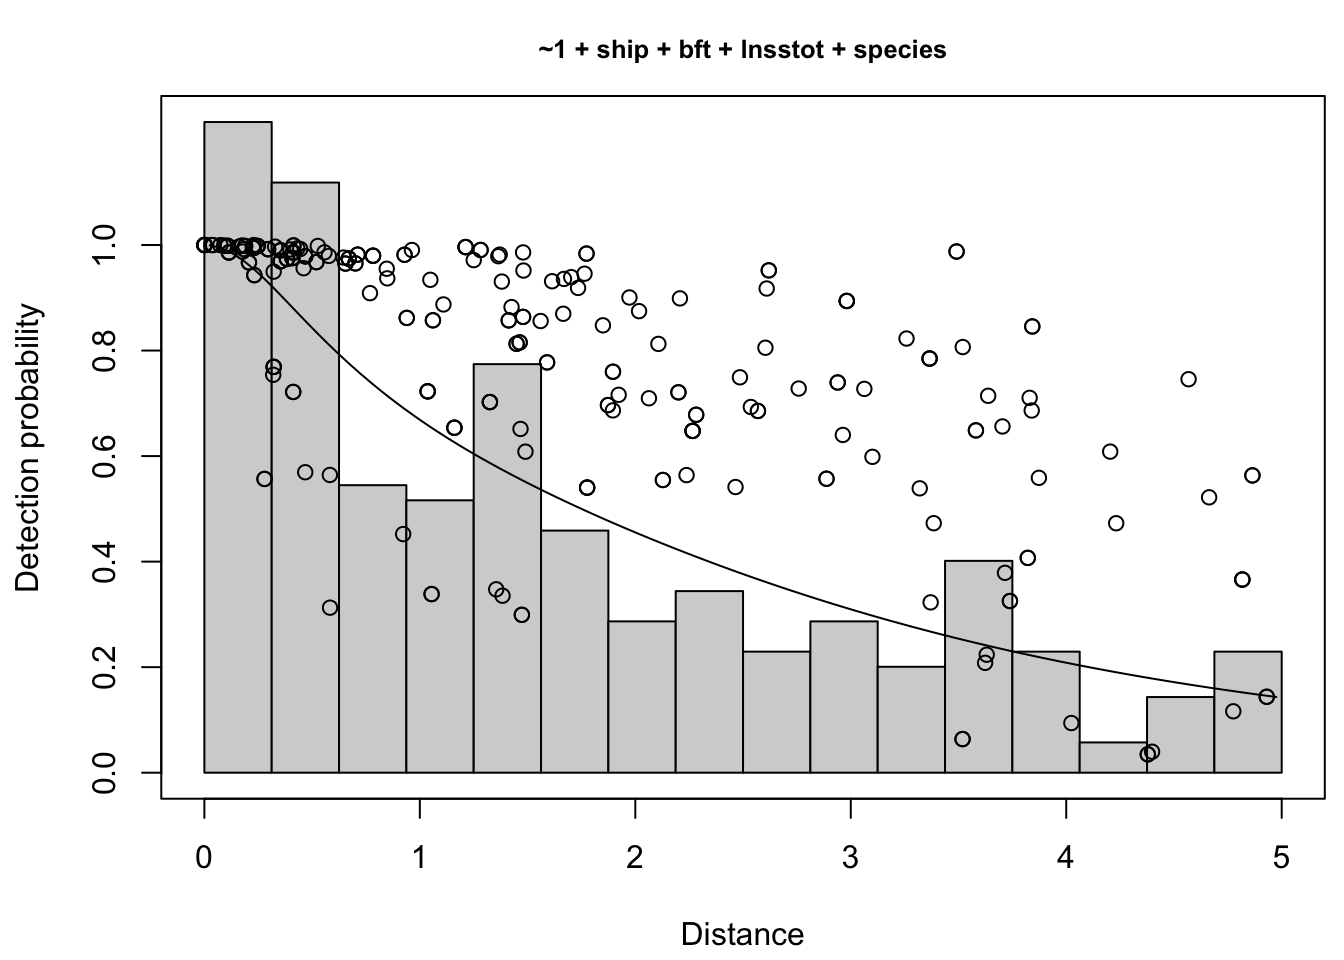 ~1 + ship + bft + lnsstot + species
Detection probability
1.0
0.8
0.6
0.4
0.2
0.0
0 1 2 3 4 5
Distance